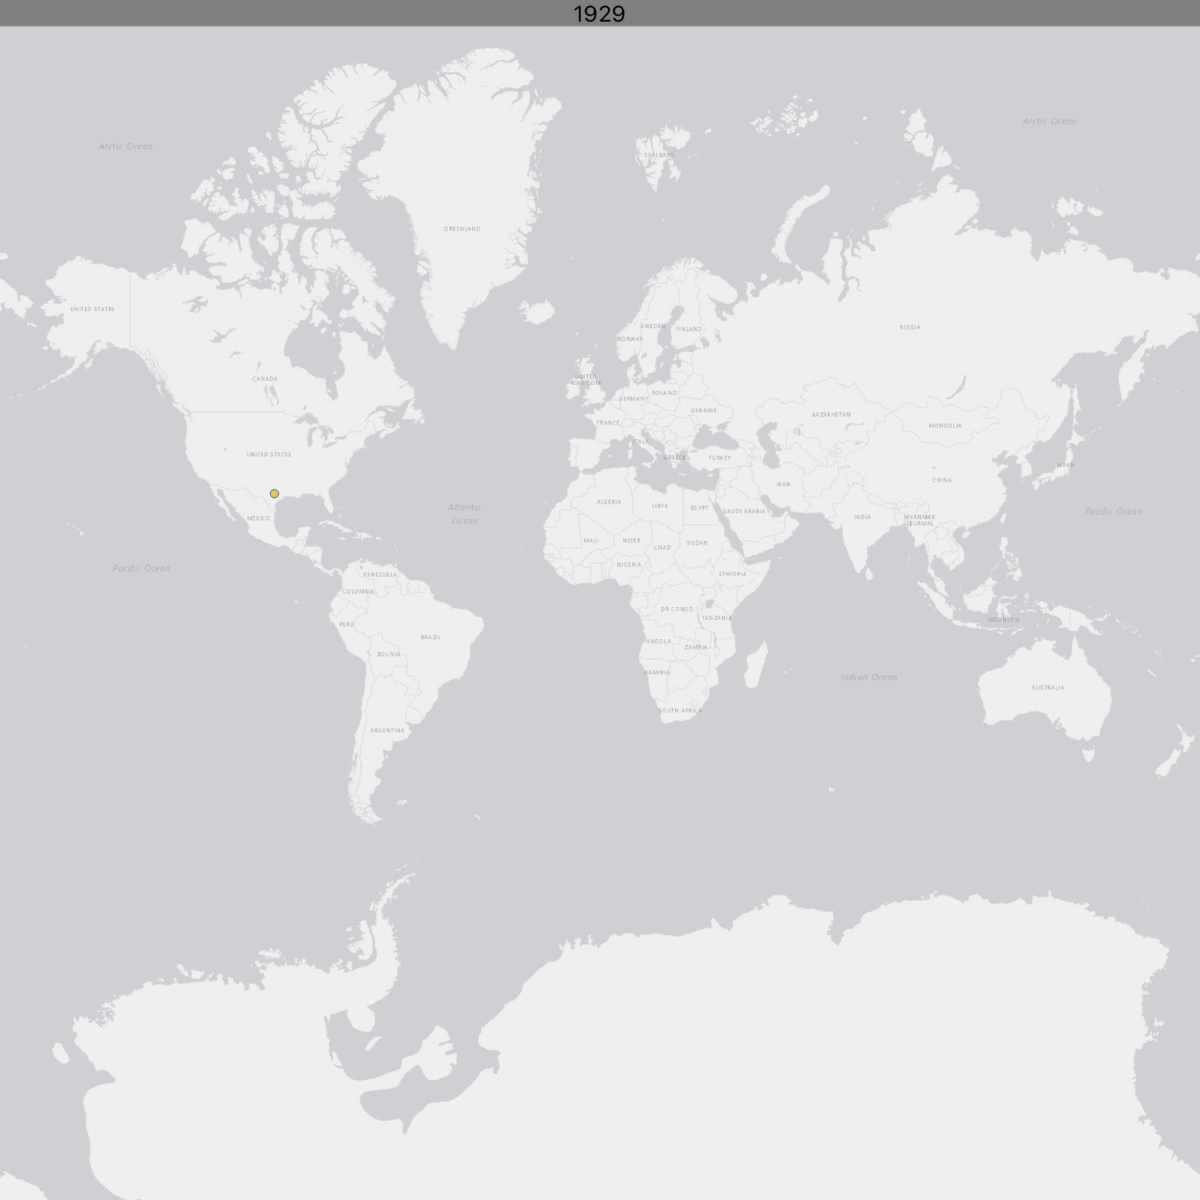 1929
Arctic Ocean
Arctic Ocean
SVALBARD
GREENLAND
UNITED STATES
RUSSIA
SWEDEN
FINLAND
NORWAY
CANADA
UNITED
KINGDOM
POLAND
GERMANY
UKRAINE
KAZAKHSTAN
FRANCE
MONGOLIA
ITALY
UNITED STATES
GREECE
TURKEY
JAPAN
IRAN
CHINA
ALGERIA
LIBYA
EGYPT
SAUDI ARABIA
Atlantic
Ocean
Pacific Ocean
MEXICO
INDIA
MYANMAR
(BURMA)
MALI
NIGER
CHAD
SUDAN
Pacific Ocean
NIGERIA
ETHIOPIA
VENEZUELA
COLOMBIA
DR CONGO
TANZANIA
INDONESIA
PERU
BRAZIL
ANGOLA
ZAMBIA
BOLIVIA
NAMIBIA
Indian Ocean
AUSTRALIA
SOUTH AFRICA
ARGENTINA